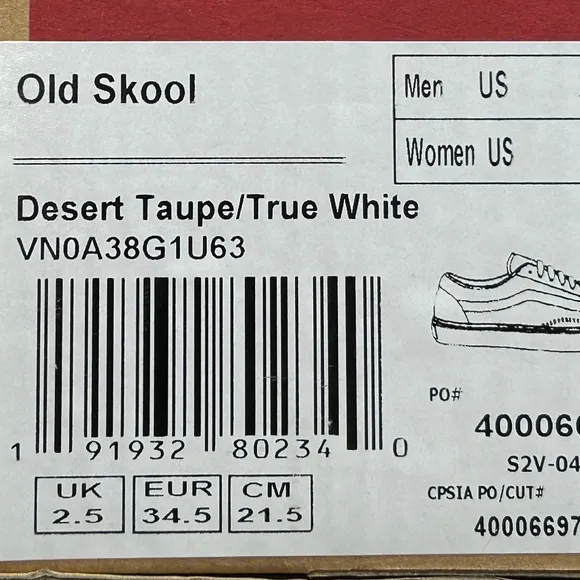 Old Skool
Men US
Women US
Desert Taupe/True White
VN0A38G1U63
1 91932 80234 0
UK EUR CM
2.5 34.5 21.5
PO#
40006
S2V-04
CPSIA PO/CUT#
40006697